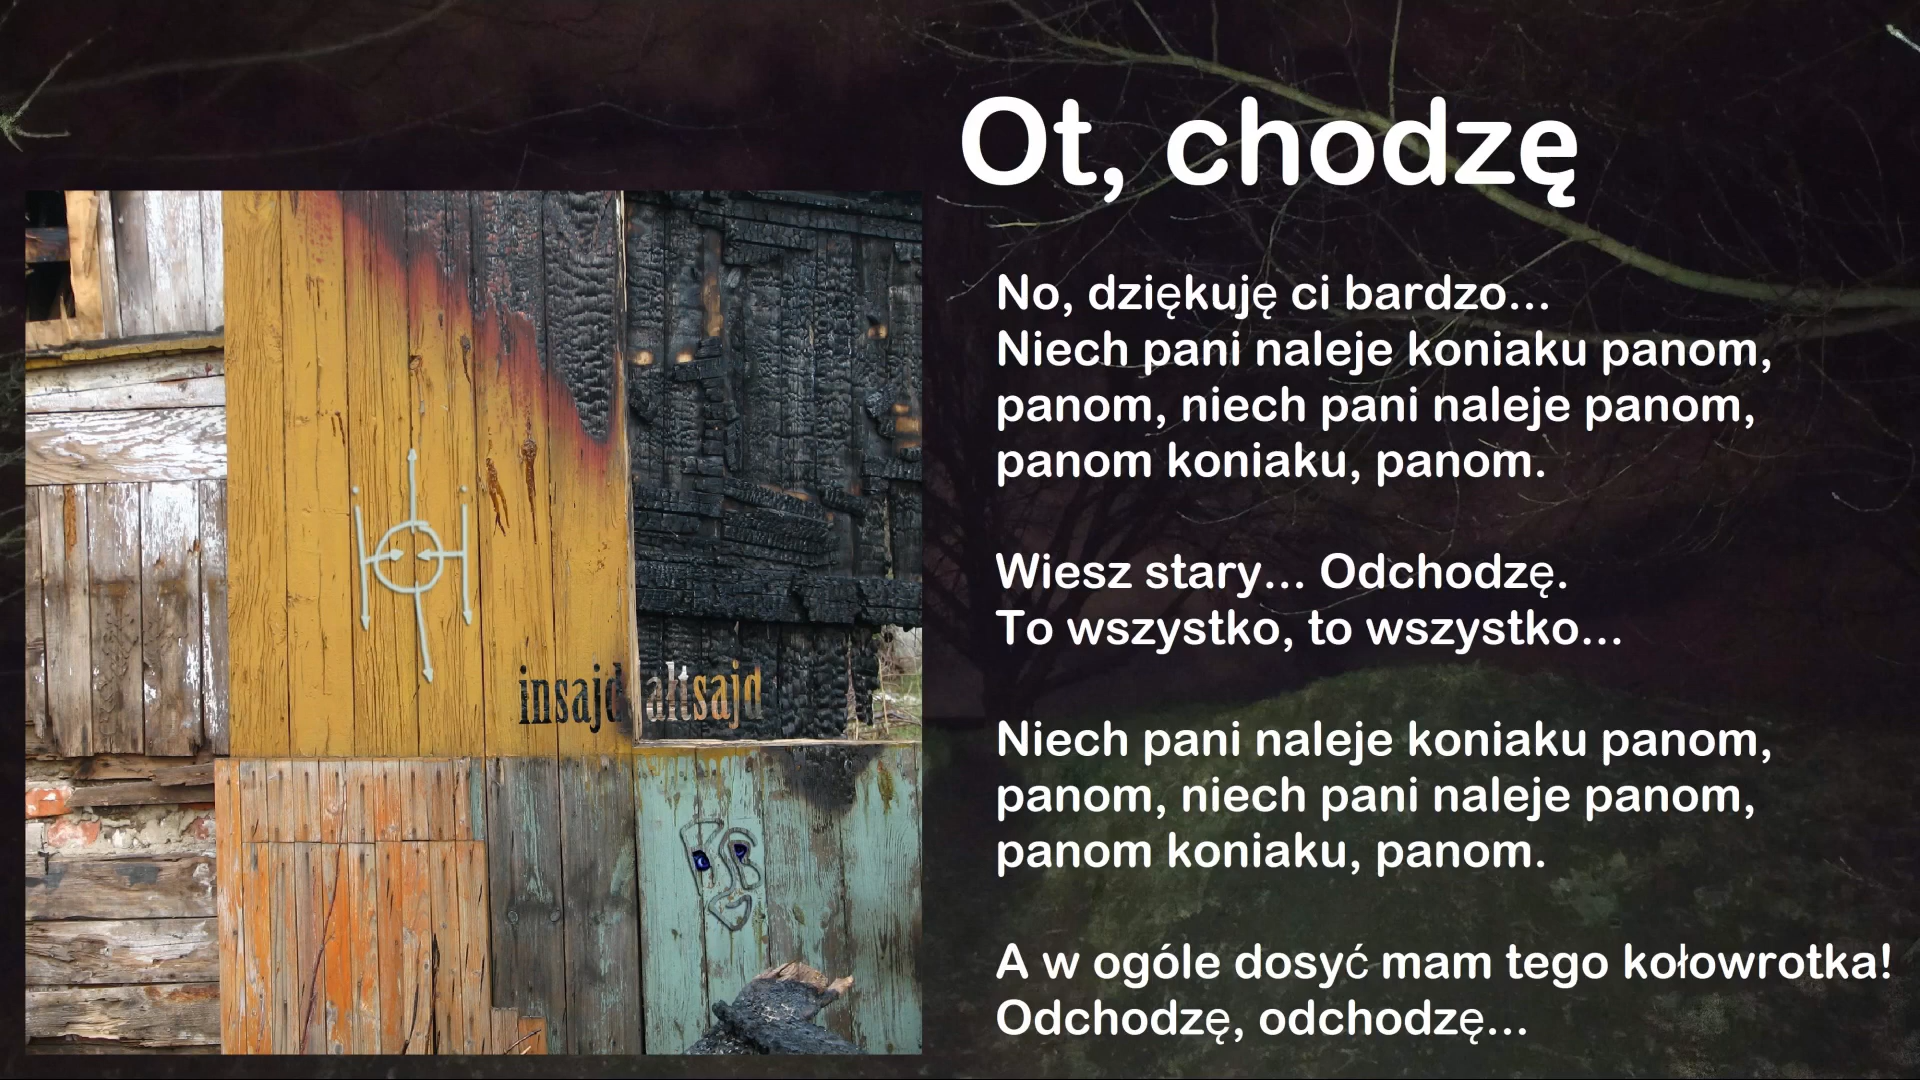 Ot, chodzę
No, dziękuję ci bardzo...
Niech pani naleje koniaku panom,
panom, niech pani naleje panom,
panom koniaku, panom.
Wiesz stary... Odchodzę.
To wszystko, to wszystko...
Niech pani naleje koniaku panom,
panom, niech pani naleje panom,
panom koniaku, panom.
A w ogóle dosyć mam tego kołowrotka!
Odchodzę, odchodzę...
insajd ałtsajd